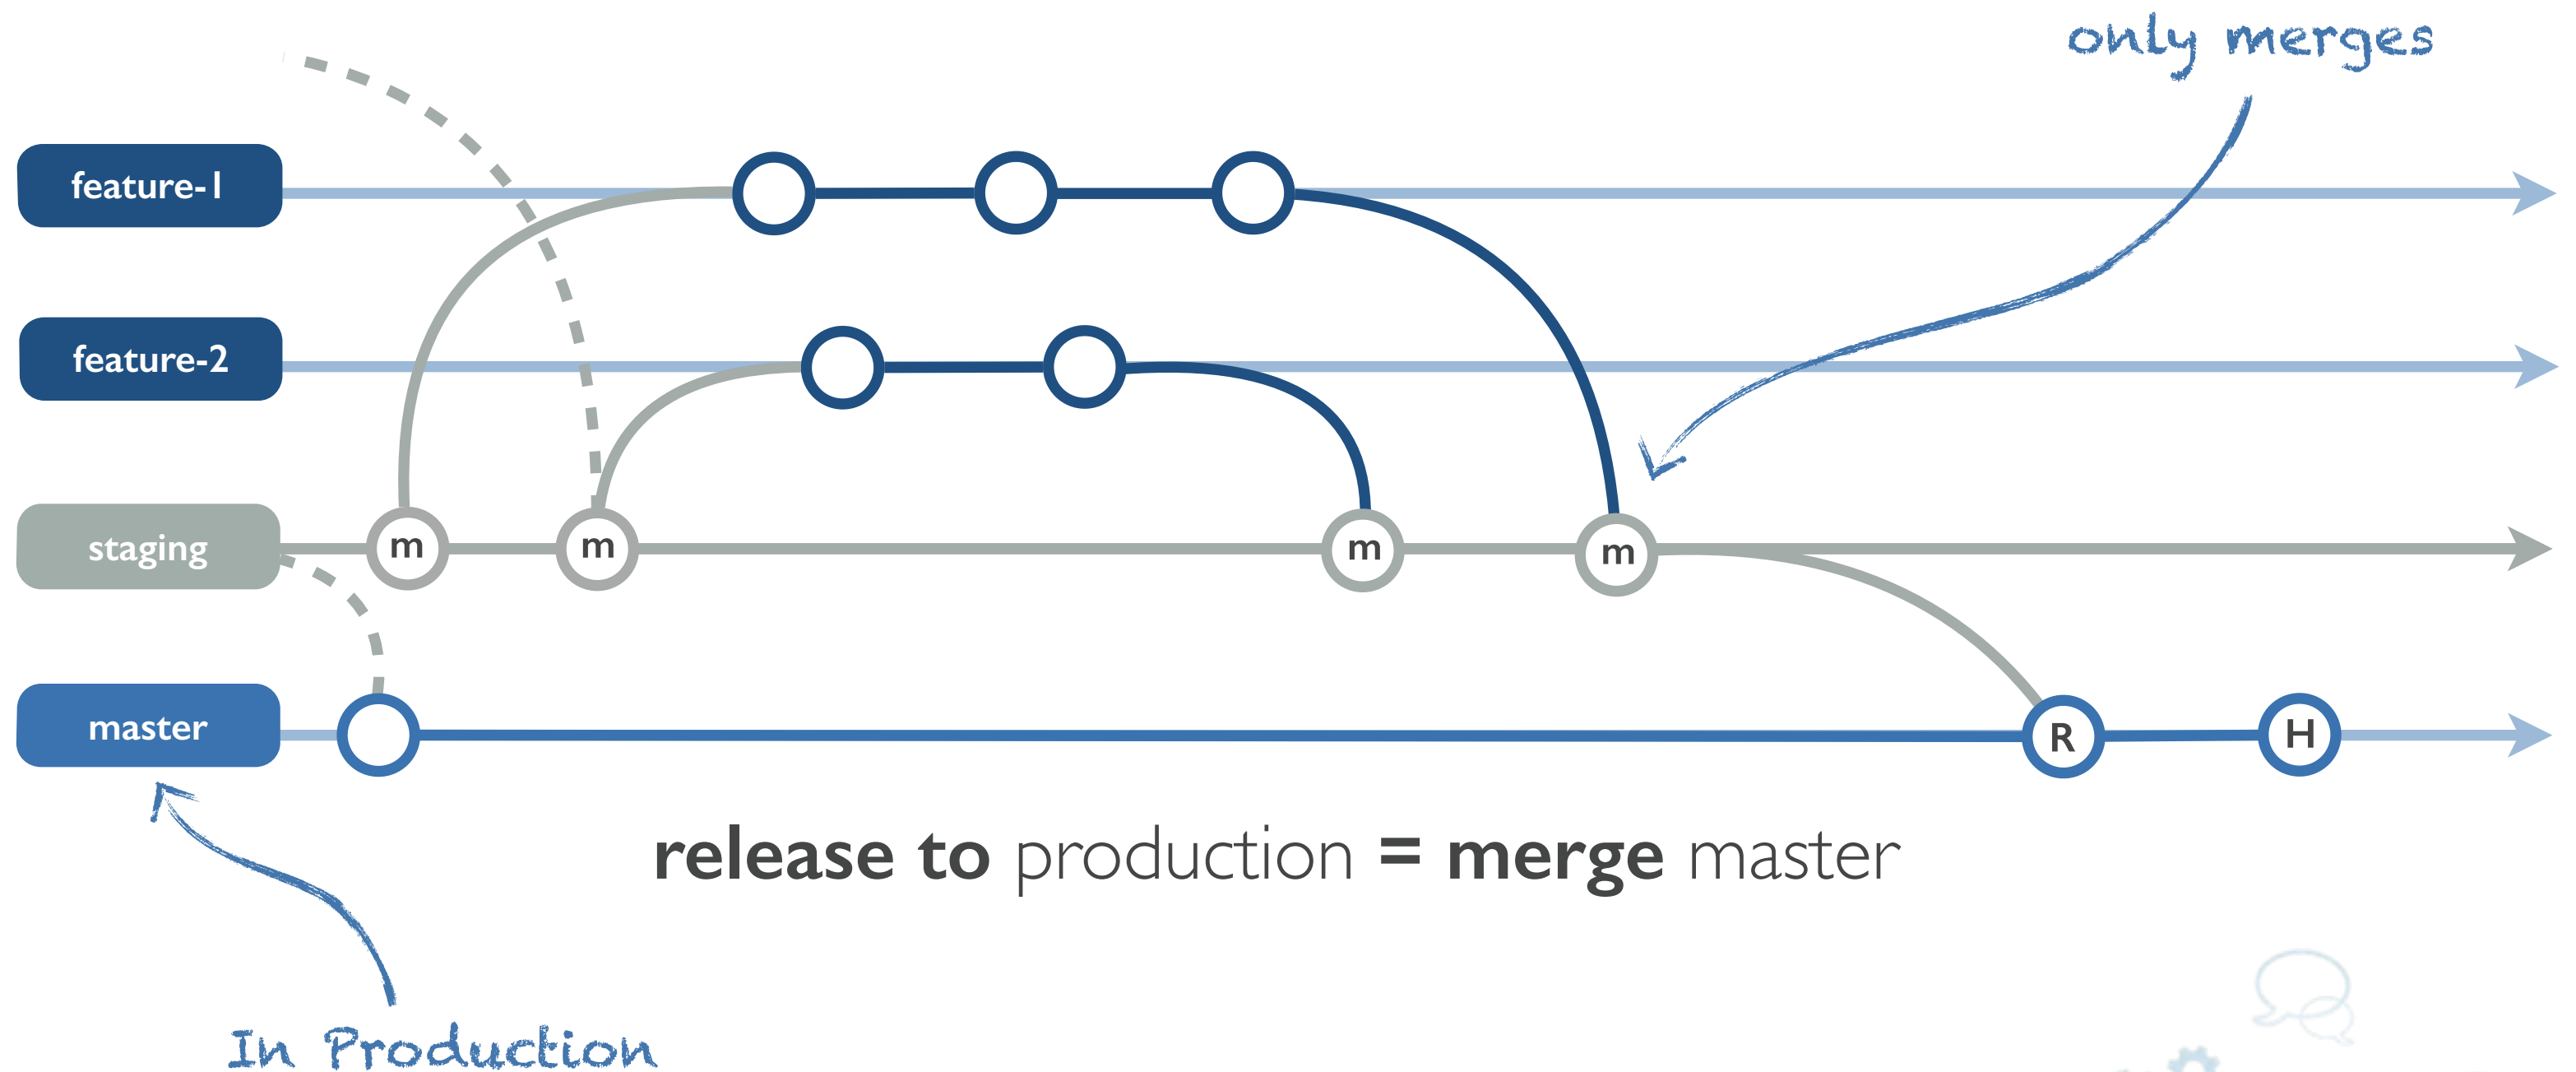 only merges
feature-1
feature-2
staging
m
m
m
m
master
R
H
release to production = merge master
In Production